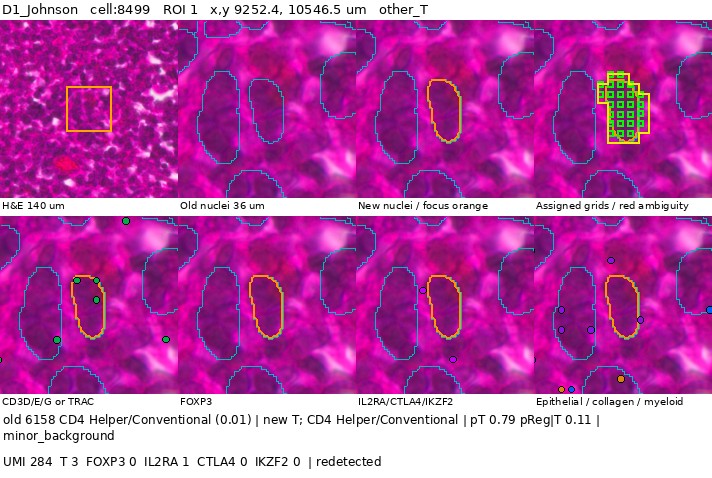 D1_Johnson   cell:8499   ROI 1   x,y 9252.4, 10546.5 um   other_T
H&E 140 um
Old nuclei 36 um
New nuclei / focus orange
Assigned grids / red ambiguity
CD3D/E/G or TRAC
FOXP3
IL2RA/CTLA4/IKZF2
Epithelial / collagen / myeloid
old 6158 CD4 Helper/Conventional (0.01) | new T; CD4 Helper/Conventional | pT 0.79 pReg|T 0.11 |
minor_background
UMI 284  T 3  FOXP3 0  IL2RA 1  CTLA4 0  IKZF2 0  | redetected